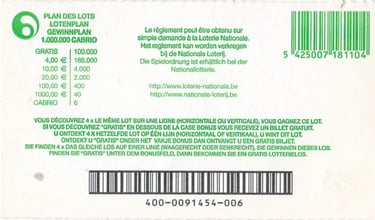 PLAN DES LOTS
LOTENPLAN
GEWINNPLAN
1.000.000 CABRIO
GRATIS 100.000
4,00 € 186.000
10,00 € 4.000
20,00 € 2.000
100,00 € 400
1000,00 € 40
CABRIO 6
Le règlement peut être obtenu sur
simple demande à la Loterie Nationale.
Het reglement kan worden verkregen
bij de Nationale Loterij.
Die Spielordnung ist erhältlich bei der
Nationallotterie.
http://www.loterie-nationale.be
http://www.nationale-loterij.be
5 425007 181104
VOUS DÉCOUVREZ 4 x LE MÊME LOT SUR UNE LIGNE (HORIZONTALE OU VERTICALE), VOUS GAGNEZ CE LOT.
SI VOUS DÉCOUVREZ "GRATIS" EN DESSOUS DE LA CASE BONUS VOUS RECEVEZ UN BILLET GRATUIT.
U ONTDEKT 4 X HETZELFDE LOT OP ÉÉN LIJN (HORIZONTAAL OF VERTIKAAL), U WINT DIT LOT.
ONTDEKT U "GRATIS" ONDER HET VAKJE BONUS DAN ONTVANGT U EEN GRATIS BILJET.
SIE FINDEN 4 x DAS GLEICHE LOS AUF EINER LINIE (WAAGERECHT ODER SENKRECHT), SIE GEWINNEN DIESES LOS.
FINDEN SIE "GRATIS" UNTER DEM BONUSFELD, DANN BEKOMMEN SIE EIN GRATIS LOTTERIELOS.
400-0091454-006